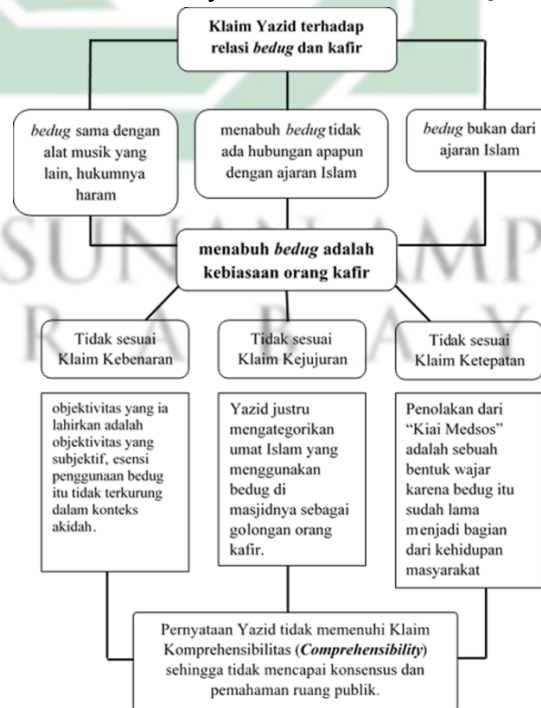 Klaim Yazid terhadap
relasi bedug dan kafir
bedug sama dengan
alat musik yang
lain, hukumnya
haram
menabuh bedug tidak
ada hubungan apapun
dengan ajaran Islam
bedug bukan dari
ajaran Islam
menabuh bedug adalah
kebiasaan orang kafir
Tidak sesuai
Klaim Kebenaran
Tidak sesuai
Klaim Kejujuran
Tidak sesuai
Klaim Ketepatan
objektivitas yang ia
lahirkan adalah
objektivitas yang
subjektif, esensi
penggunaan bedug
itu tidak terkurung
dalam konteks
akidah.
Yazid justru
mengategorikan
umat Islam yang
menggunakan
bedug di
masjidnya sebagai
golongan orang
kafir.
Penolakan dari
“Kiai Medsos”
adalah sebuah
bentuk wajar
karena bedug itu
sudah lama
menjadi bagian
dari kehidupan
masyarakat
Pernyataan Yazid tidak memenuhi Klaim
Komprehensibilitas (Comprehensibility)
sehingga tidak mencapai konsensus dan
pemahaman ruang publik.